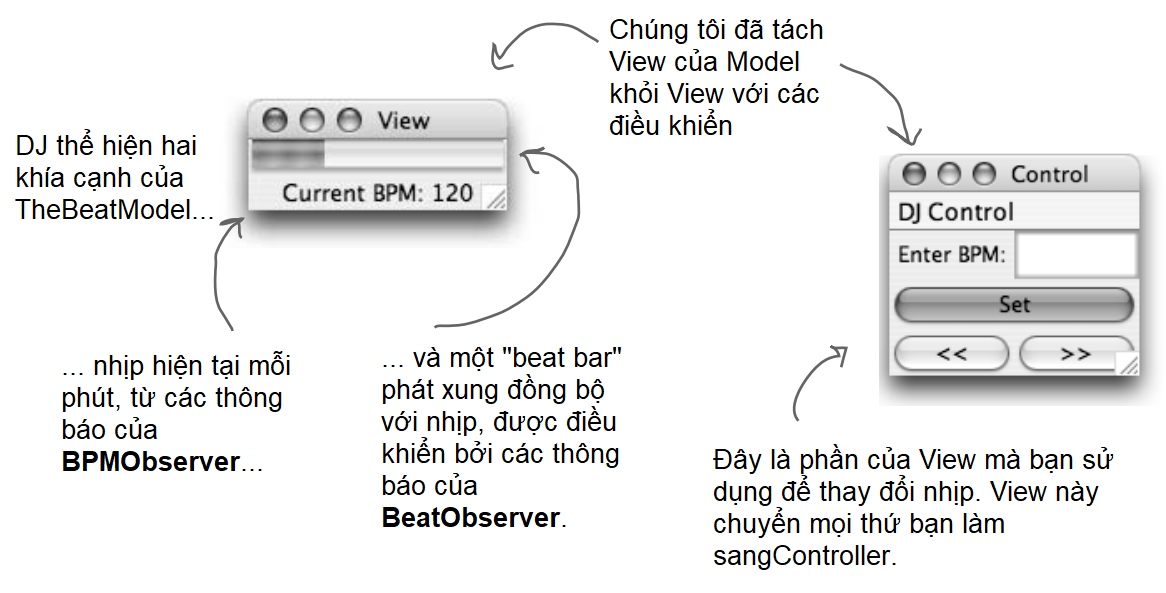 Chúng tôi đã tách
View của Model
khỏi View với các
điều khiển
View
Current BPM: 120
DJ thể hiện hai
khía cạnh của
TheBeatModel...
Control
DJ Control
Enter BPM:
Set
<<
>>
... nhịp hiện tại mỗi
phút, từ các thông
báo của
BPMObserver...
... và một "beat bar"
phát xung đồng bộ
với nhịp, được điều
khiển bởi các thông
báo của
BeatObserver.
Đây là phần của View mà bạn sử
dụng để thay đổi nhịp. View này
chuyển mọi thứ bạn làm
sangController.